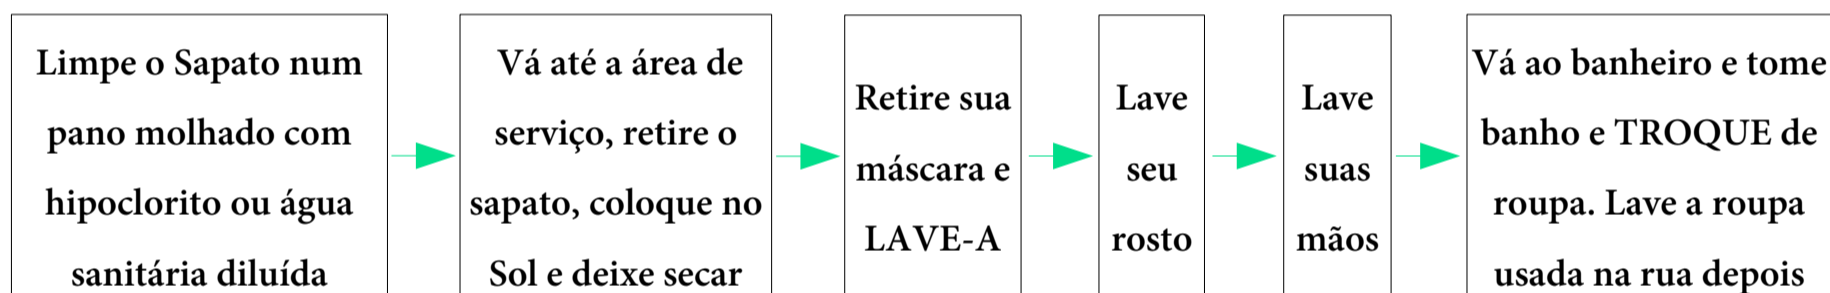 Limpe o Sapato num
pano molhado com
hipoclorito ou água
sanitária diluída
Vá até a área de
serviço, retire o
sapato, coloque no
Sol e deixe secar
Retire sua
máscara e
LAVE-A
Lave
seu
rosto
Lave
suas
mãos
Vá ao banheiro e tome
banho e TROQUE de
roupa. Lave a roupa
usada na rua depois